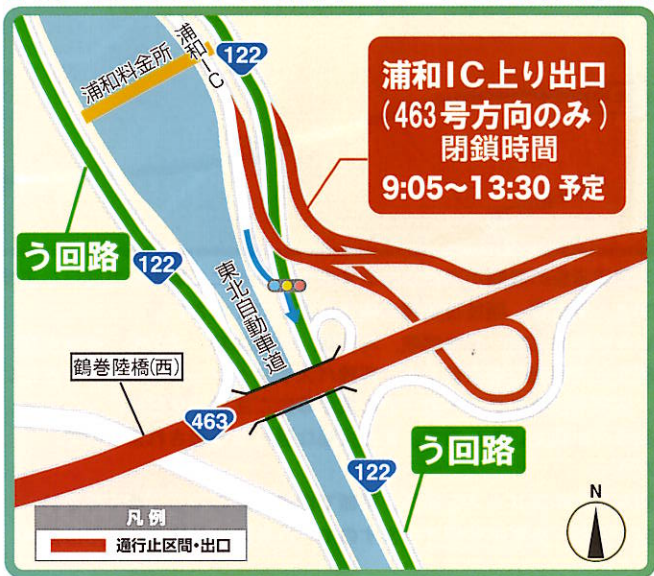 浦和料金所
浦和IC
122
浦和IC上り出口
(463号方向のみ)
閉鎖時間
9:05~13:30 予定
う回路
122
東北自動車道
鶴巻陸橋(西)
463
122
う回路
凡例
通行止区間・出口
N